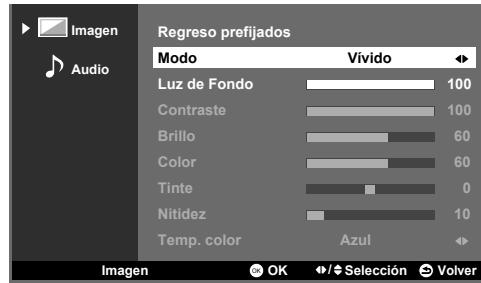 Imagen
Audio
Regreso prefijados
Modo Vívido
Luz de Fondo 100
Contraste 100
Brillo 60
Color 60
Tinte 0
Nitidez 10
Temp. color Azul
Imagen OK OK / Selección Volver